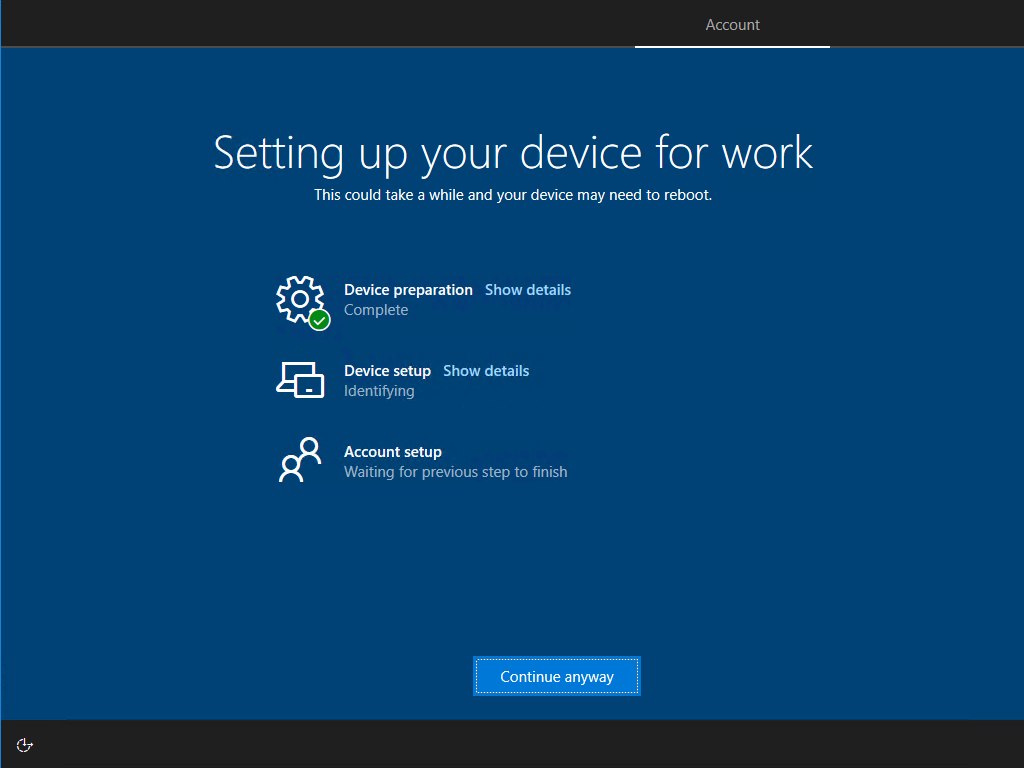 Account
Setting up your device for work
This could take a while and your device may need to reboot.
Device preparation Show details
Complete
Device setup Show details
Identifying
Account setup
Waiting for previous step to finish
Continue anyway